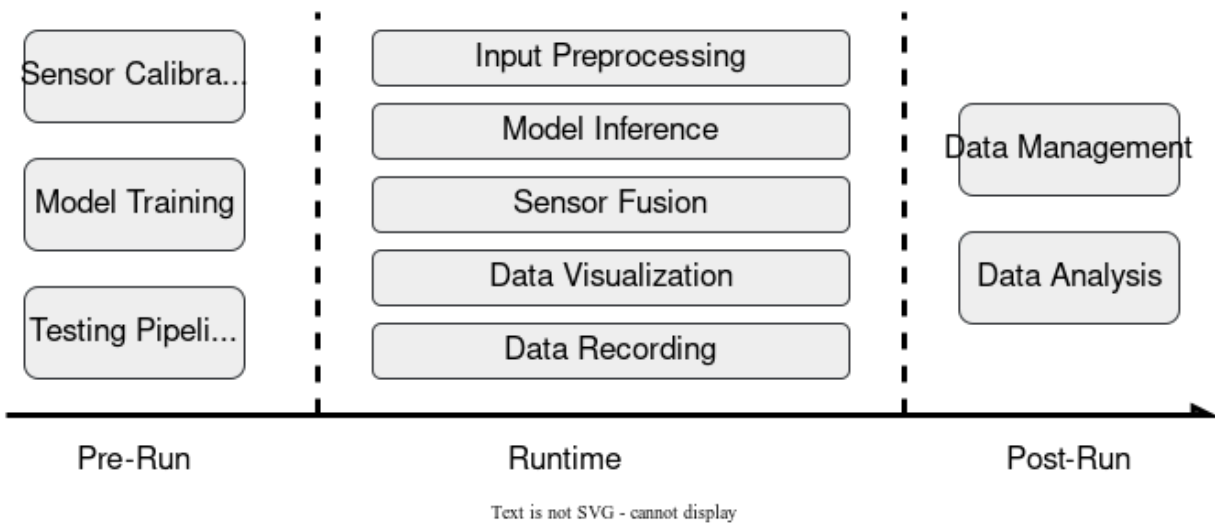 Sensor Calibra...
Model Training
Testing Pipeli...
Input Preprocessing
Model Inference
Sensor Fusion
Data Visualization
Data Recording
Data Management
Data Analysis
Pre-Run
Runtime
Post-Run
Text is not SVG - cannot display